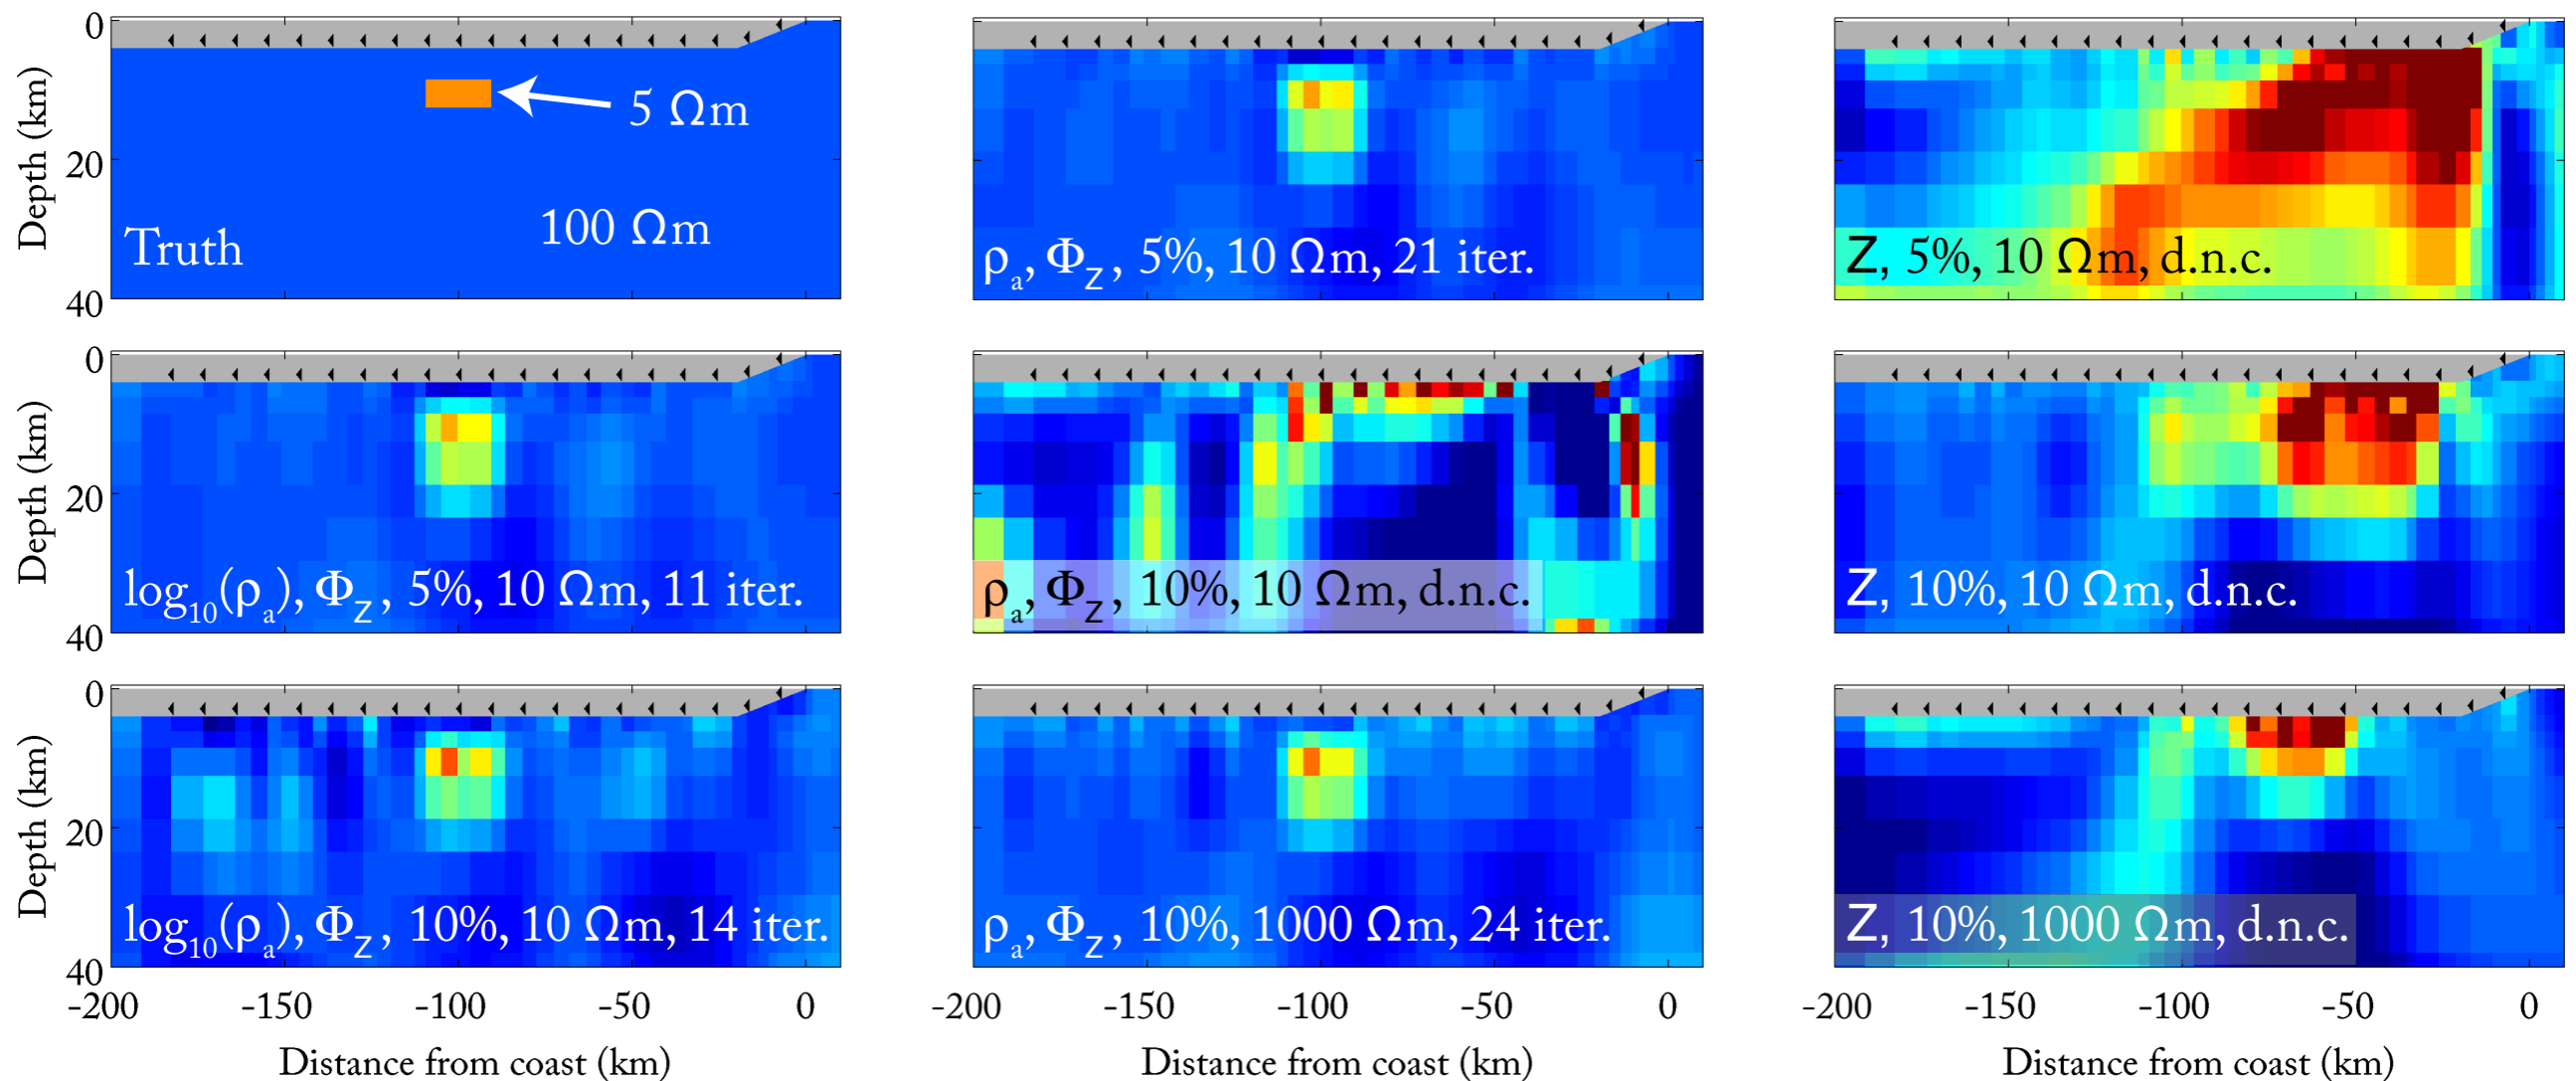 0
Depth (km)
20
40
5 Ωm
100 Ωm
Truth
ρa, ΦZ, 5%, 10 Ωm, 21 iter.
Z, 5%, 10 Ωm, d.n.c.
0
Depth (km)
20
40
log10(ρa), ΦZ, 5%, 10 Ωm, 11 iter.
ρa, ΦZ, 10%, 10 Ωm, d.n.c.
Z, 10%, 10 Ωm, d.n.c.
0
Depth (km)
20
40
log10(ρa), ΦZ, 10%, 10 Ωm, 14 iter.
ρa, ΦZ, 10%, 1000 Ωm, 24 iter.
Z, 10%, 1000 Ωm, d.n.c.
-200 -150 -100 -50 0
-200 -150 -100 -50 0
-200 -150 -100 -50 0
Distance from coast (km)
Distance from coast (km)
Distance from coast (km)